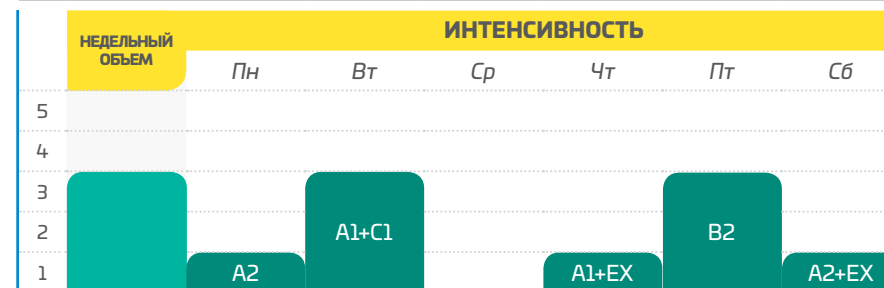 НЕДЕЛЬНЫЙ
ОБЪЕМ
ИНТЕНСИВНОСТЬ
Пн Вт Ср Чт Пт Сб
5
4
3
2 A1+C1 B2
1 A2 A1+EX A2+EX